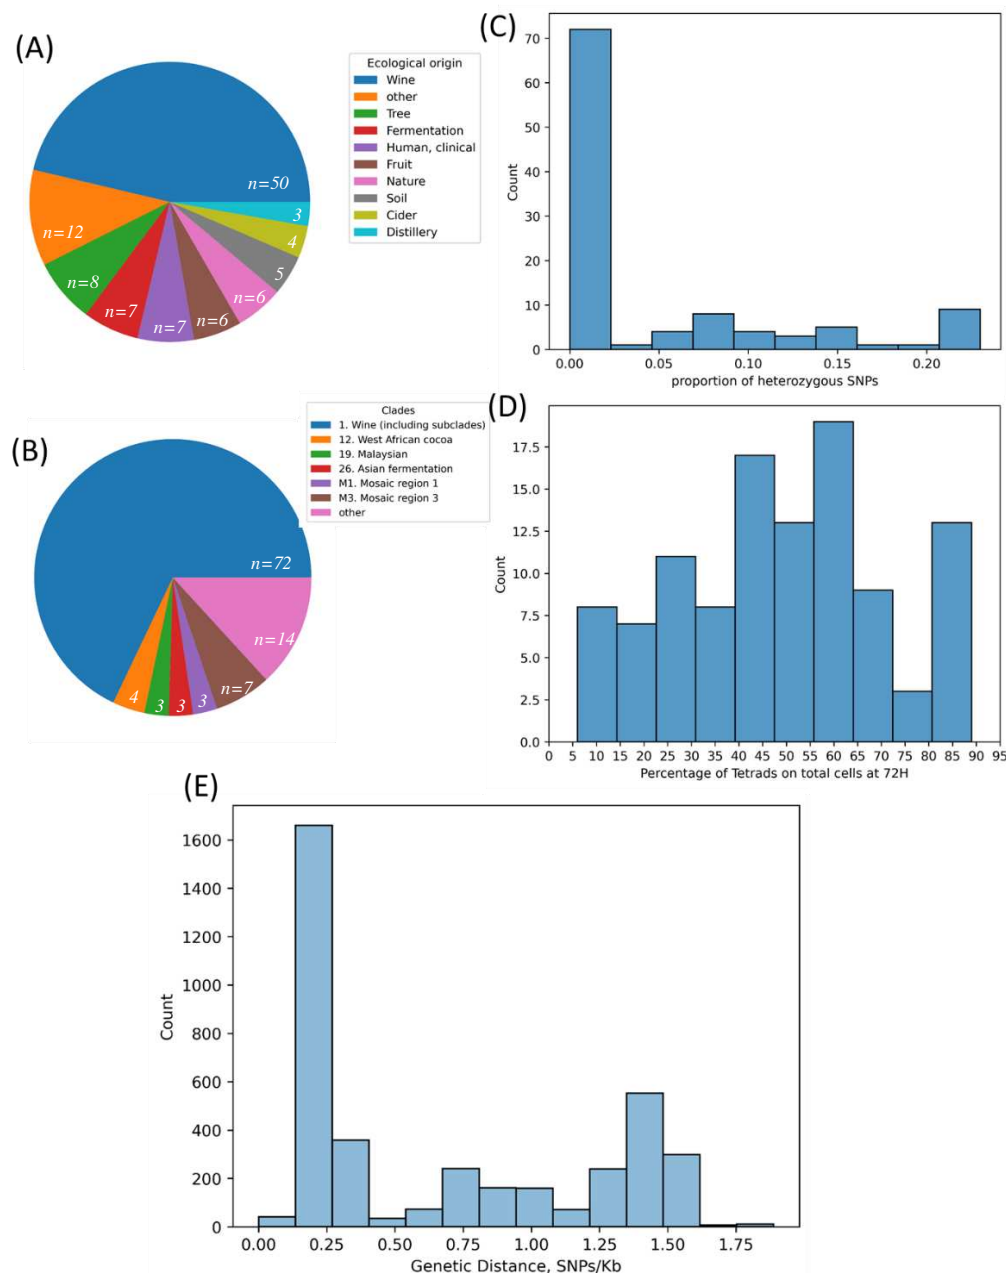 (A)
Ecological origin
Wine
other
Tree
Fermentation
Human, clinical
Fruit
Nature
Soil
Cider
Distillery
n=50
3
4
5
n=6
n=6
n=7
n=7
n=8
n=12
(C)
70
60
50
40
30
20
10
0
Count
0.00 0.05 0.10 0.15 0.20
proportion of heterozygous SNPs
(B)
Clades
1. Wine (including subclades)
12. West African cocoa
19. Malaysian
26. Asian fermentation
M1. Mosaic region 1
M3. Mosaic region 3
other
n=72
n=14
n=7
3
3
3
4
(D)
17.5
15.0
12.5
10.0
7.5
5.0
2.5
0.0
Count
0 5 10 15 20 25 30 35 40 45 50 55 60 65 70 75 80 85 90 95
Percentage of Tetrads on total cells at 72H
(E)
1600
1400
1200
1000
800
600
400
200
0
Count
0.00 0.25 0.50 0.75 1.00 1.25 1.50 1.75
Genetic Distance, SNPs/Kb